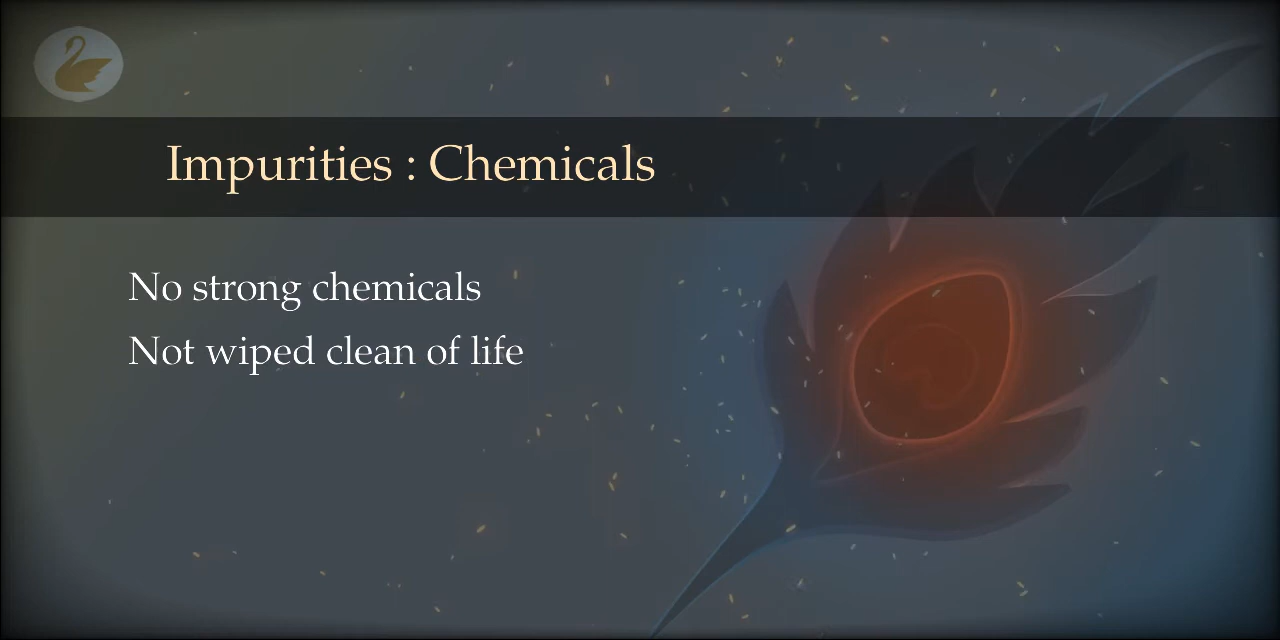 Impurities : Chemicals
No strong chemicals
Not wiped clean of life